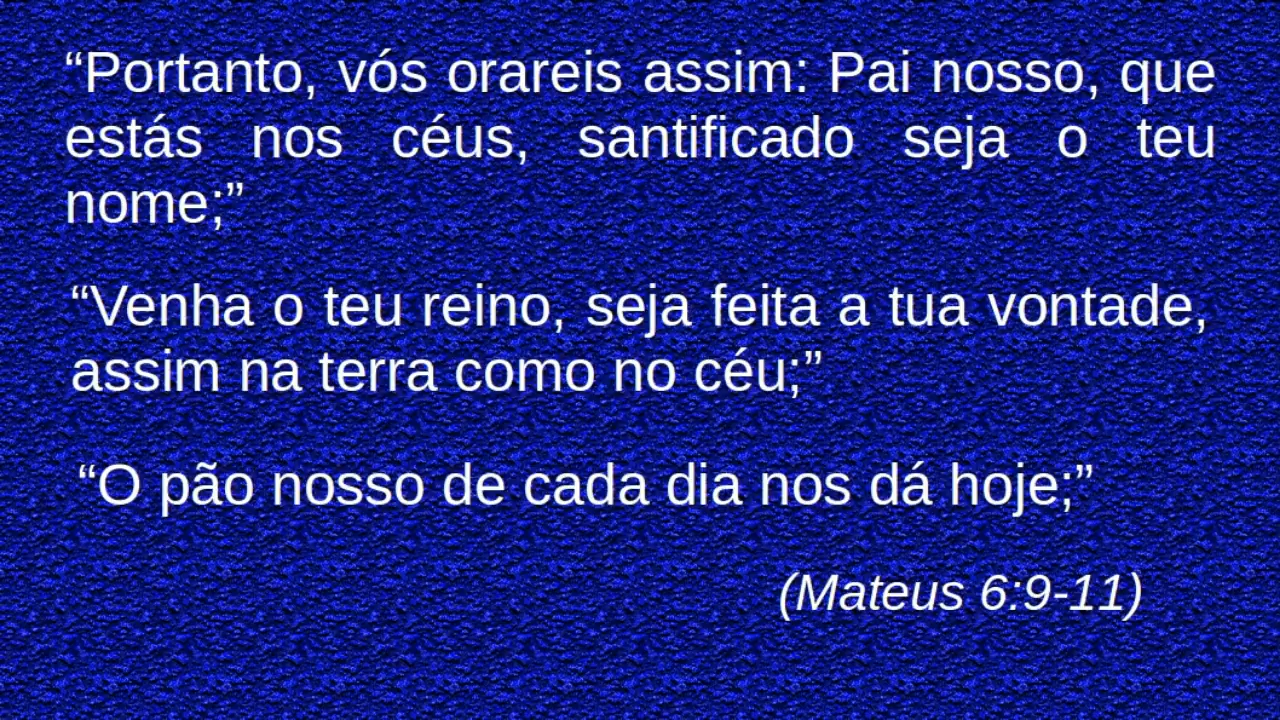 “Portanto, vós orareis assim: Pai nosso, que
estás nos céus, santificado seja o teu
nome;”
“Venha o teu reino, seja feita a tua vontade,
assim na terra como no céu;”
“O pão nosso de cada dia nos dá hoje;”
(Mateus 6:9-11)